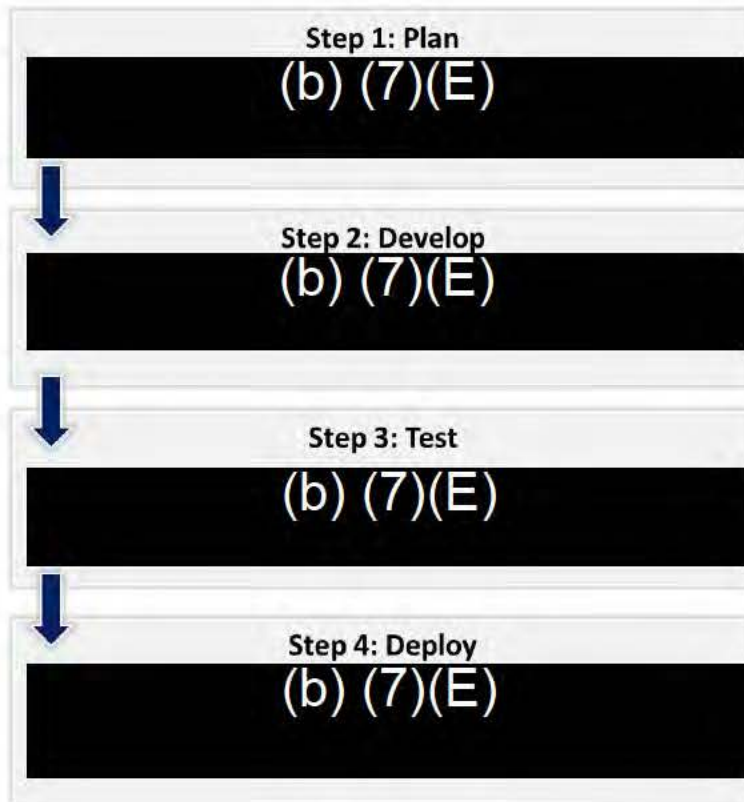 Step 1: Plan
(b) (7)(E)
Step 2: Develop
(b) (7)(E)
Step 3: Test
(b) (7)(E)
Step 4: Deploy
(b) (7)(E)